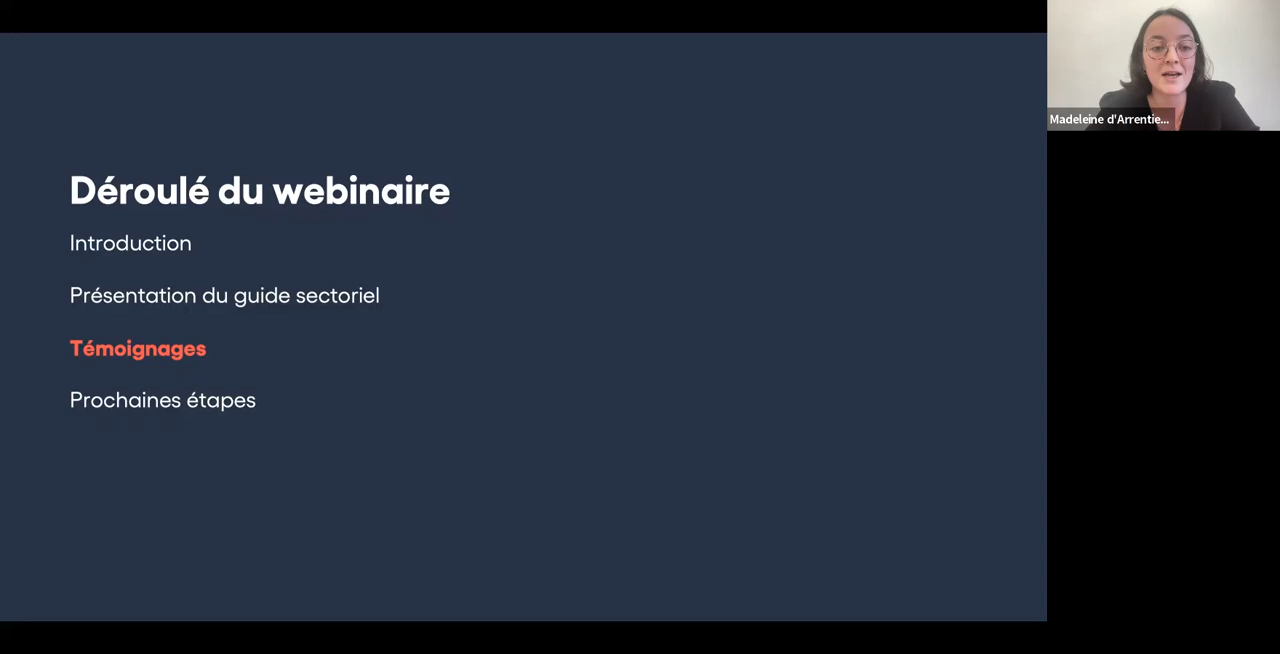 Déroulé du webinaire
Introduction
Présentation du guide sectoriel
Témoignages
Prochaines étapes
Madeleine d'Arrentie...